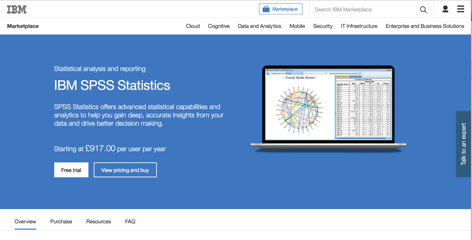 IBM
Marketplace
Search IBM Marketplace
Marketplace
Cloud Cognitive Data and Analytics Mobile Security IT Infrastructure Enterprise and Business Solutions
Statistical analysis and reporting
IBM SPSS Statistics
SPSS Statistics offers advanced statistical capabilities and
analytics to help you gain deep, accurate insights from your
data and drive better decision making.
Starting at £917.00 per user per year
Free trial View pricing and buy
Talk to an expert
Overview Purchase Resources FAQ